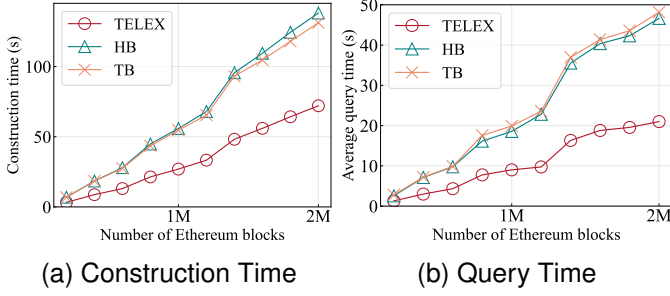 Construction time (s)
100
50
0
TELEX
HB
TB
1M
2M
Number of Ethereum blocks
(a) Construction Time
Average query time (s)
50
40
30
20
10
0
TELEX
HB
TB
1M
2M
Number of Ethereum blocks
(b) Query Time